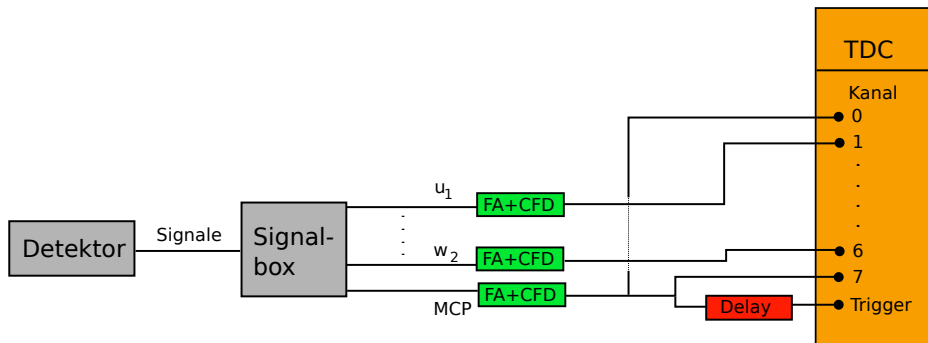 TDC
Kanal
0
1
u1
FA+CFD
Signale
Detektor
Signal-
box
w2
FA+CFD
6
MCP
FA+CFD
7
Delay
Trigger